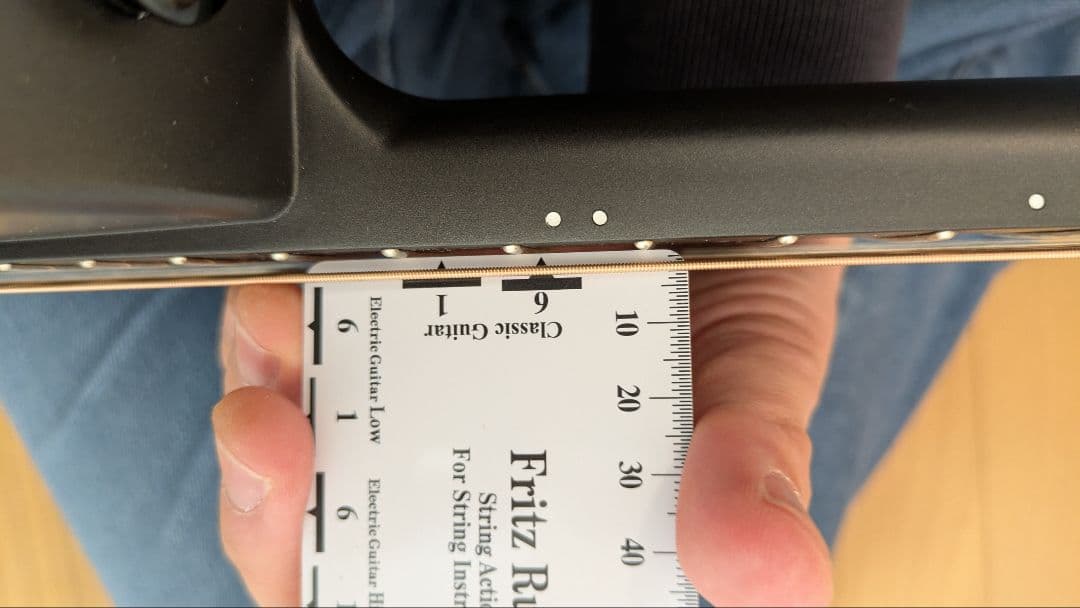 6 1
Classic Guitar
10 20 30 40
6 Electric Guitar Low 1
6 Electric Guitar
Fritz
String
For String